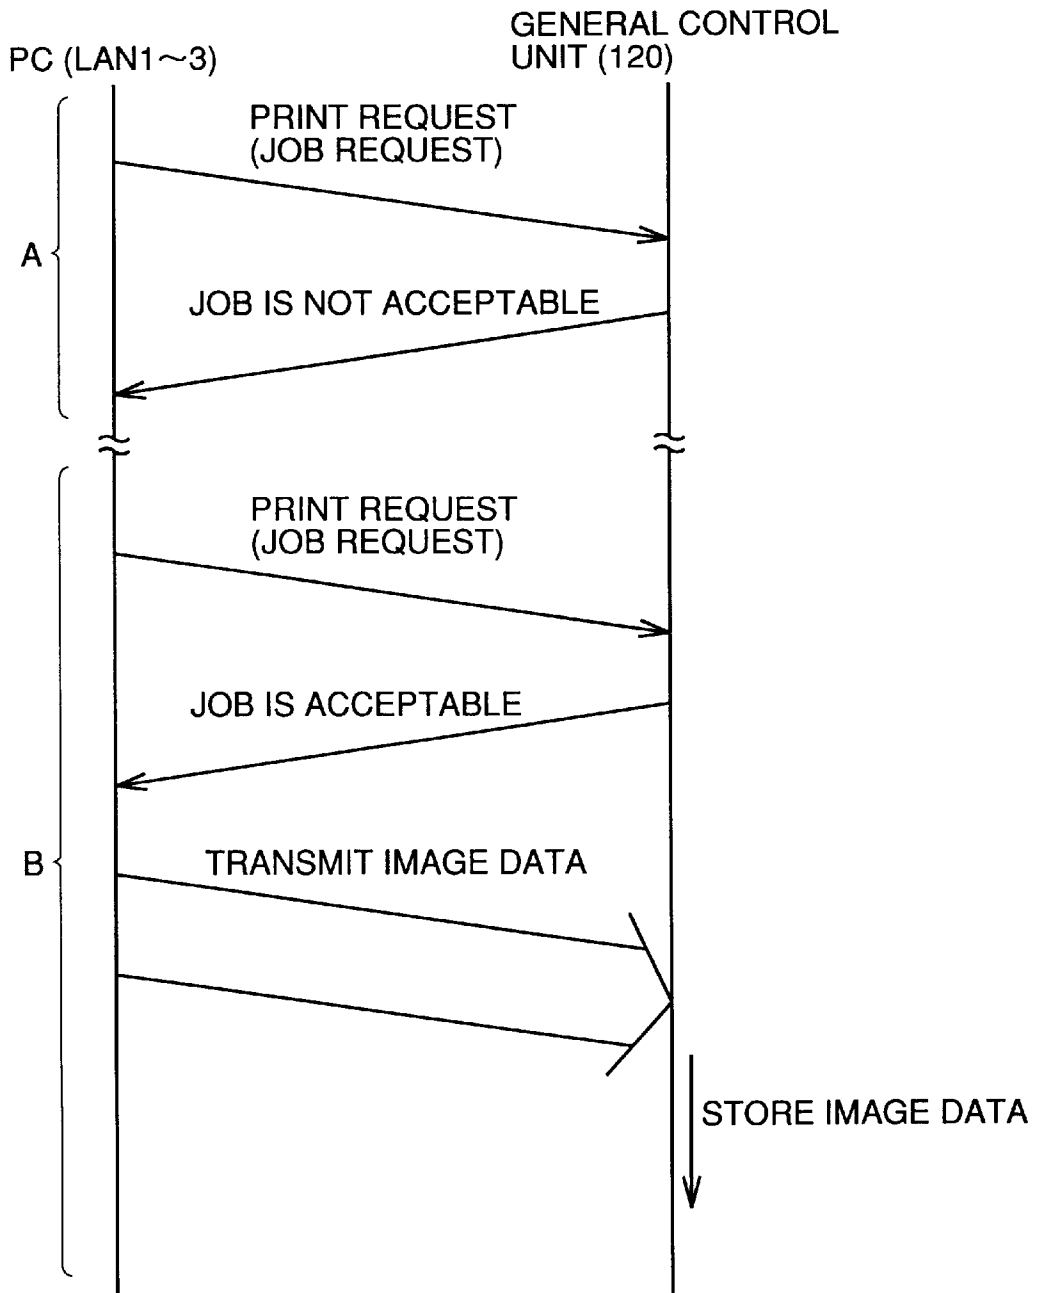 GENERAL CONTROL
UNIT (120)
PC (LAN1～3)
PRINT REQUEST
(JOB REQUEST)
A
JOB IS NOT ACCEPTABLE
PRINT REQUEST
(JOB REQUEST)
JOB IS ACCEPTABLE
B
TRANSMIT IMAGE DATA
STORE IMAGE DATA